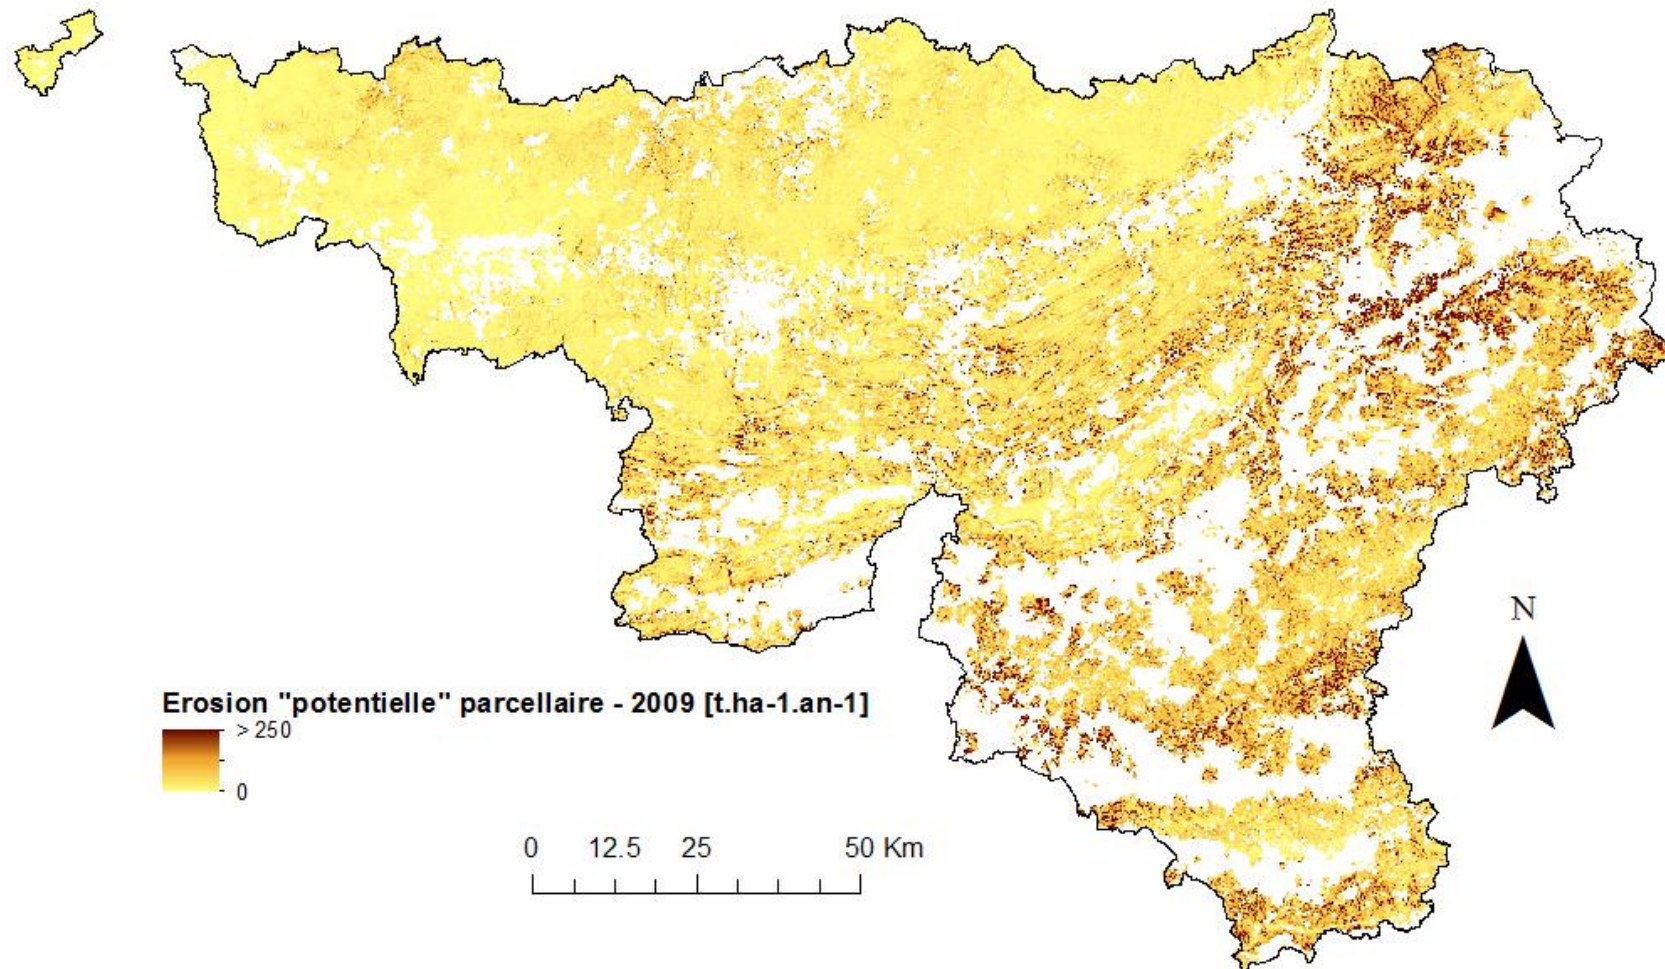 N
Erosion "potentielle" parcellaire - 2009 [t.ha-1.an-1]
> 250
0
0 12.5 25 50 Km